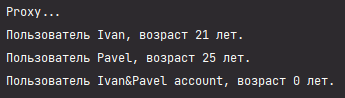 Proxy...
Пользователь Ivan, возраст 21 лет.
Пользователь Pavel, возраст 25 лет.
Пользователь Ivan&Pavel account, возраст 0 лет.